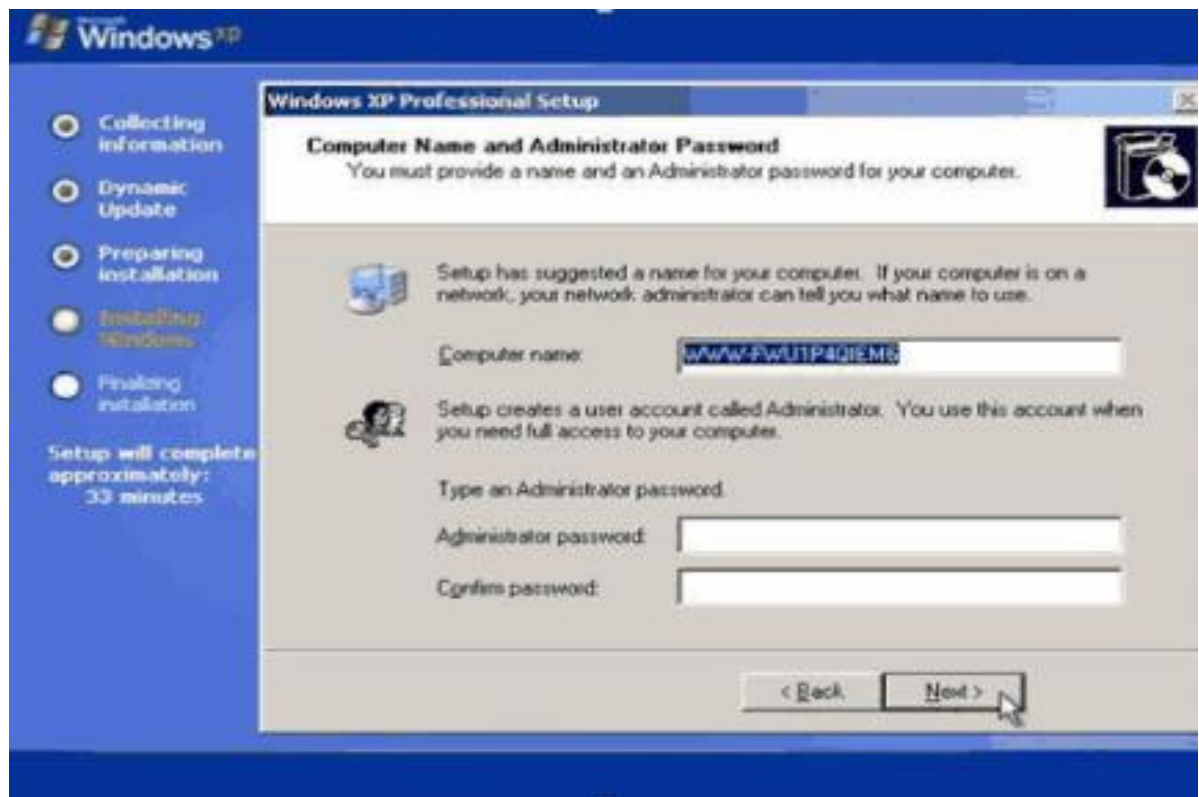 Microsoft
Windows xp
Collecting
information
Dynamic
Update
Preparing
installation
Installing
Windows
Finalizing
installation
Setup will complete
approximately:
33 minutes
Windows XP Professional Setup
Computer Name and Administrator Password
You must provide a name and an Administrator password for your computer.
Setup has suggested a name for your computer. If your computer is on a
network, your network administrator can tell you what name to use.
Computer name:
Setup creates a user account called Administrator. You use this account when
you need full access to your computer.
Type an Administrator password.
Administrator password:
Confirm password:
< Back
Next >